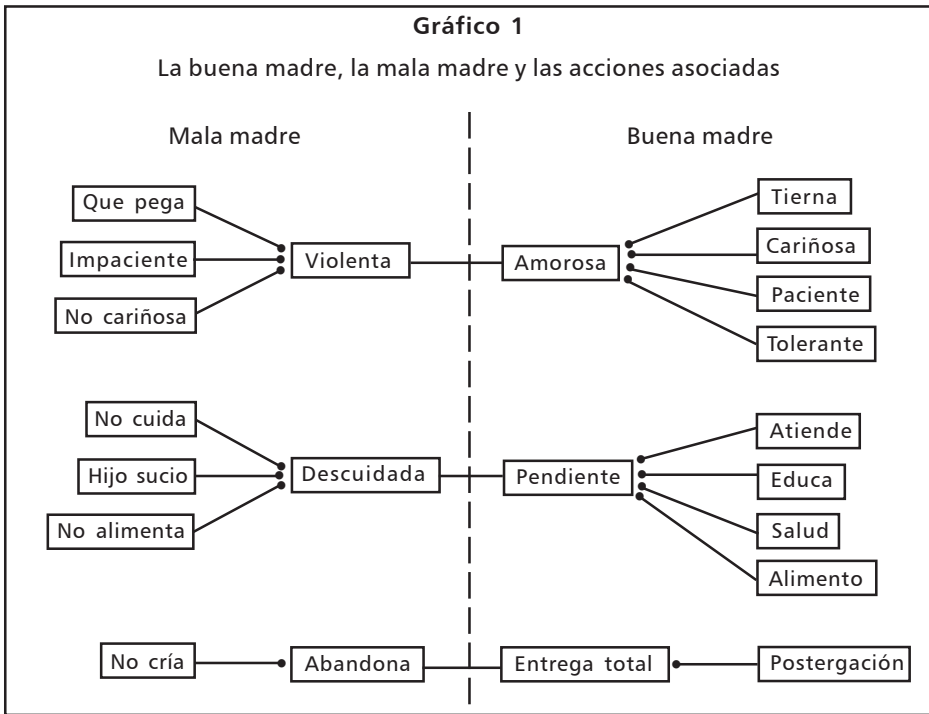 Gráfico 1
La buena madre, la mala madre y las acciones asociadas
Mala madre
Buena madre
Que pega
Impaciente
No cariñosa
Violenta
Amorosa
Tierna
Cariñosa
Paciente
Tolerante
No cuida
Hijo sucio
No alimenta
Descuidada
Pendiente
Atiende
Educa
Salud
Alimento
No cría
Abandona
Entrega total
Postergación